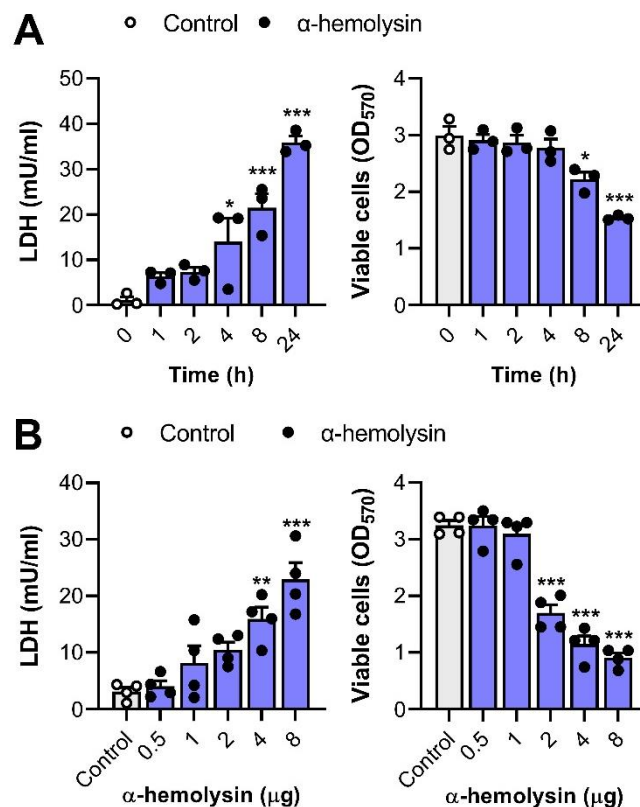 A
Control α-hemolysin
LDH (mU/ml)
50
40
30
20
10
0
*
***
***
0 1 2 4 8 24
Time (h)
Viable cells (OD570)
4
3
2
1
0
*
***
0 1 2 4 8 24
Time (h)
B
Control α-hemolysin
LDH (mU/ml)
40
30
20
10
0
**
***
Control 0.5 1 2 4 8
α-hemolysin (μg)
Viable cells (OD570)
4
3
2
1
0
***
***
***
Control 0.5 1 2 4 8
α-hemolysin (μg)